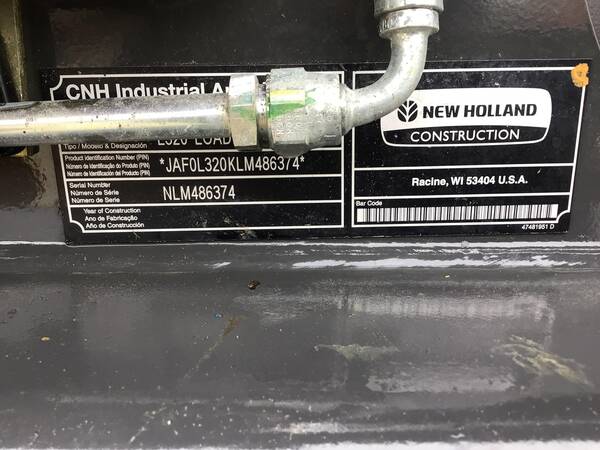 CNH Industrial
Tipo / Modelo & Designación
Product identification Number (PIN)
Número de Identificação do Produto (PIN)
Número de Identificación de Producto (PIN)
*JAF0L320KLM486374*
Serial Number
Número de Série
Número de Serie
NLM486374
Year of Construction
Ano de Fabricação
Año de Construcción
NEW HOLLAND
CONSTRUCTION
Racine, WI 53404 U.S.A.
Bar Code
47481951 D